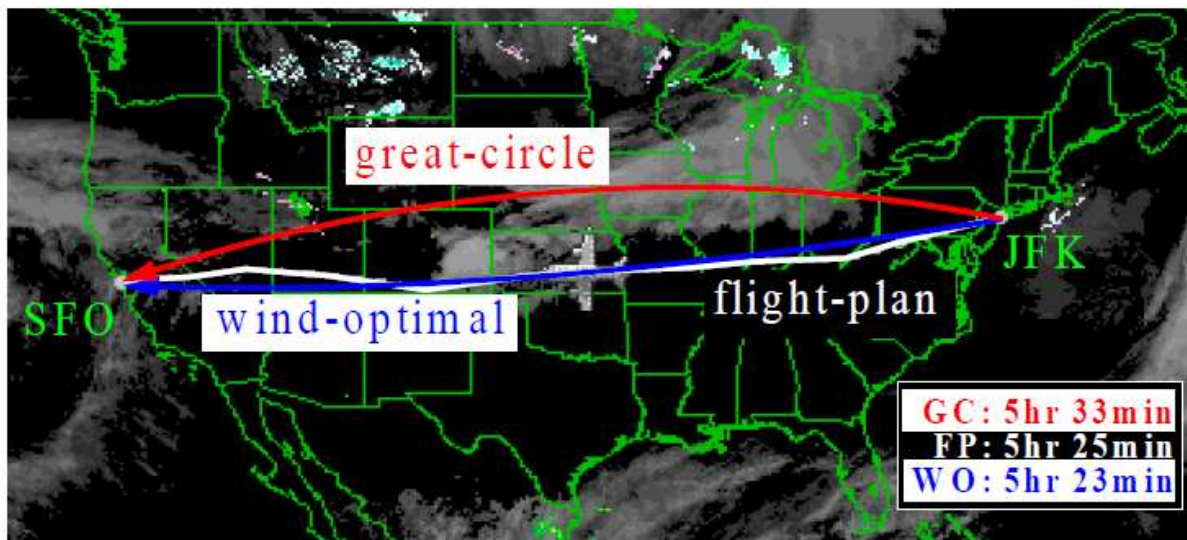 great-circle
JFK
SFO
wind-optimal
flight-plan
GC: 5hr 33min
FP: 5hr 25min
WO: 5hr 23min